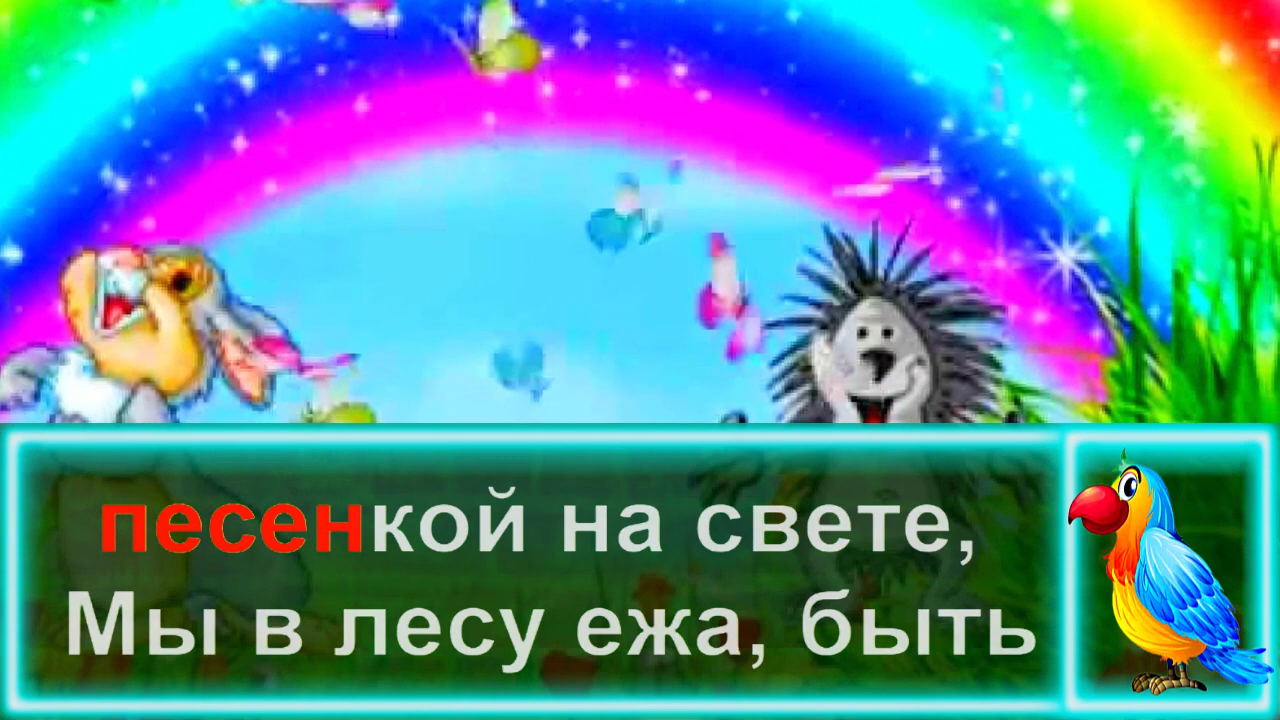 песенкой на свете,
Мы в лесу ежа, быть